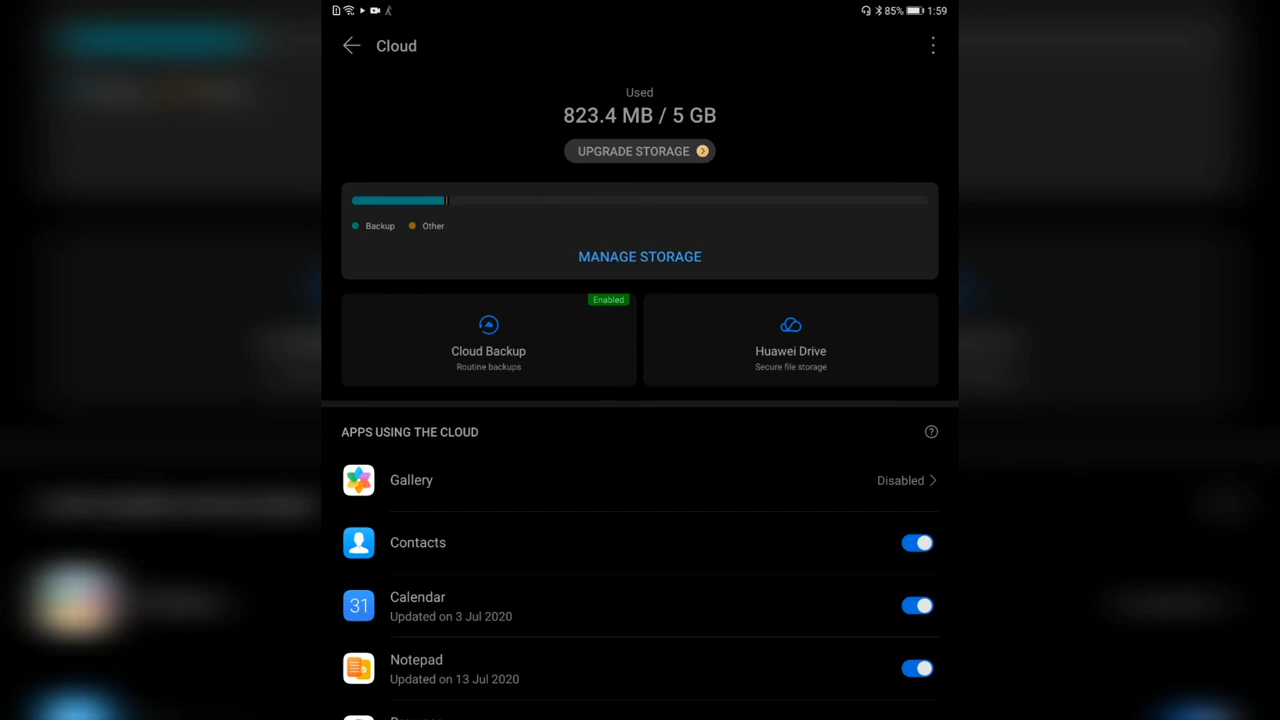 85% 1:59
Cloud
Used
823.4 MB / 5 GB
UPGRADE STORAGE
Backup Other
MANAGE STORAGE
Enabled
Cloud Backup
Routine backups
Huawei Drive
Secure file storage
APPS USING THE CLOUD
Gallery
Disabled
Contacts
31
Calendar
Updated on 3 Jul 2020
Notepad
Updated on 13 Jul 2020